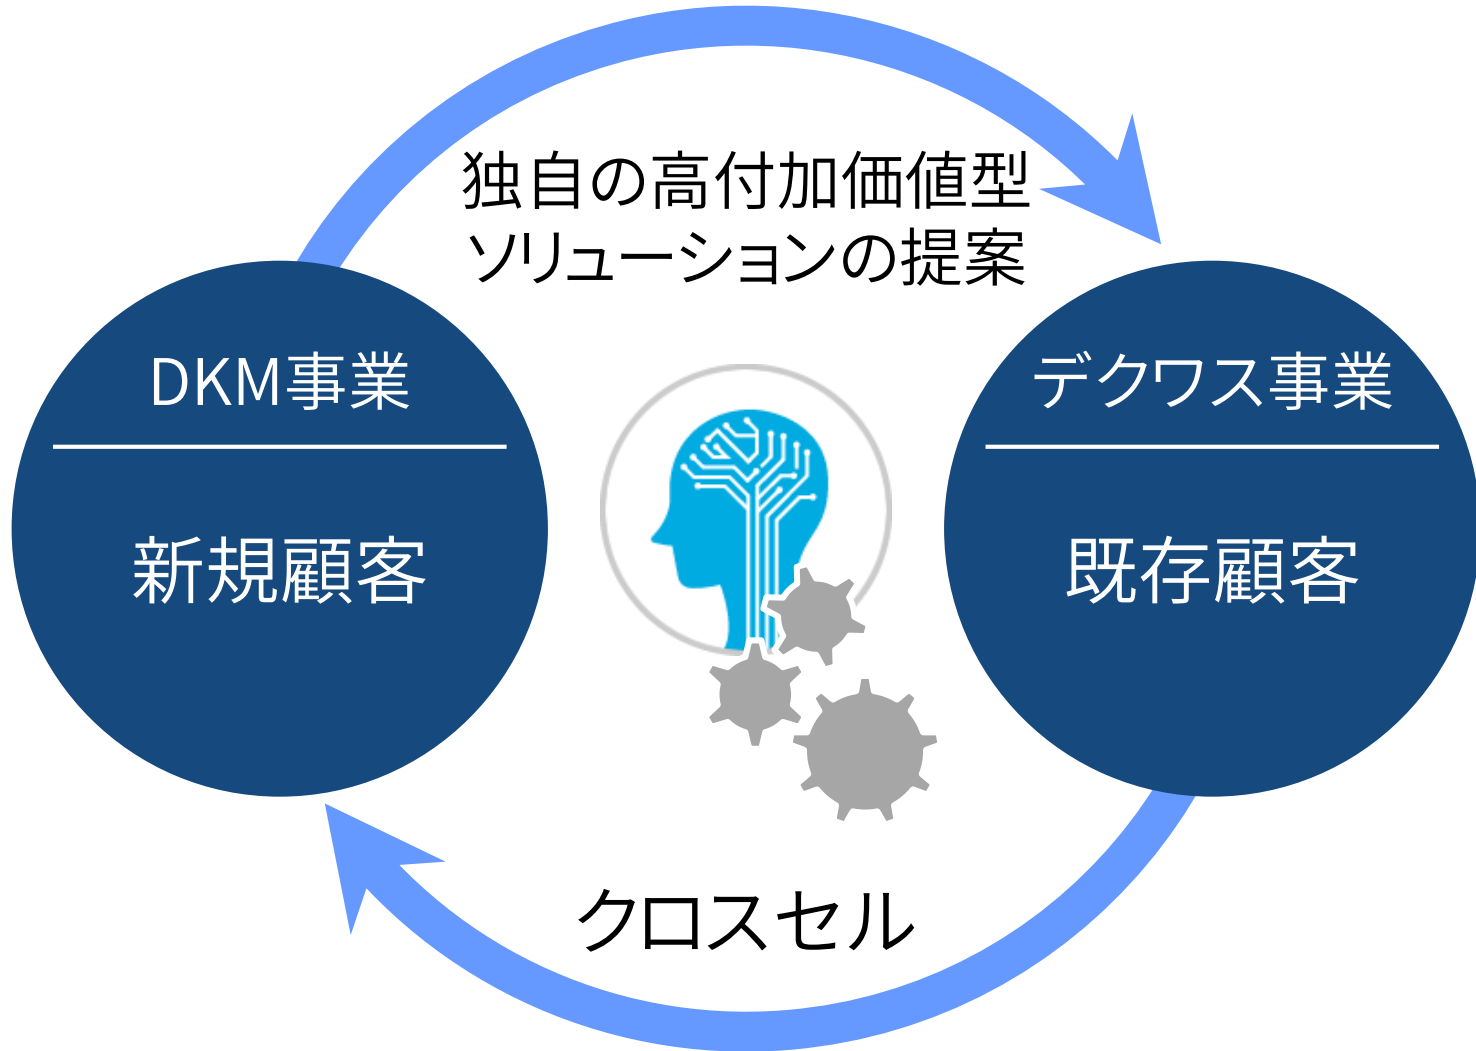 独自の高付加価値型
ソリューションの提案
DKM事業
新規顧客
デクワス事業
既存顧客
クロスセル